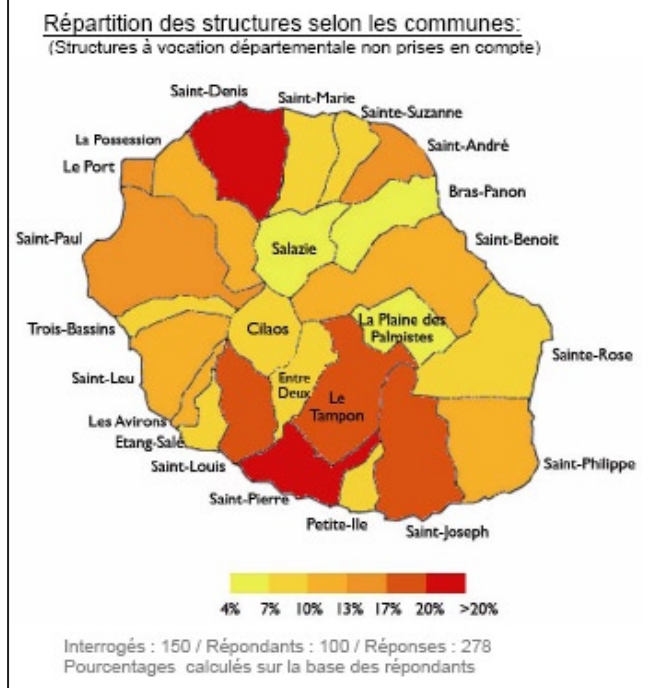 Répartition des structures selon les communes:
(Structures à vocation départementale non prises en compte)
Saint-Denis
Saint-Marie
Sainte-Suzanne
La Possession
Saint-André
Le Port
Bras-Panon
Saint-Paul
Saint-Benoit
Salazie
Trois-Bassins
Cilaos
La Plaine des
Palmistes
Sainte-Rose
Saint-Leu
Entre
Deux
Le
Tampon
Les Avirons
Etang-Salé
Saint-Louis
Saint-Philippe
Saint-Pierre
Petite-Ile
Saint-Joseph
4% 7% 10% 13% 17% 20% >20%
Interrogés : 150 / Répondants : 100 / Réponses : 278
Pourcentages calculés sur la base des répondants